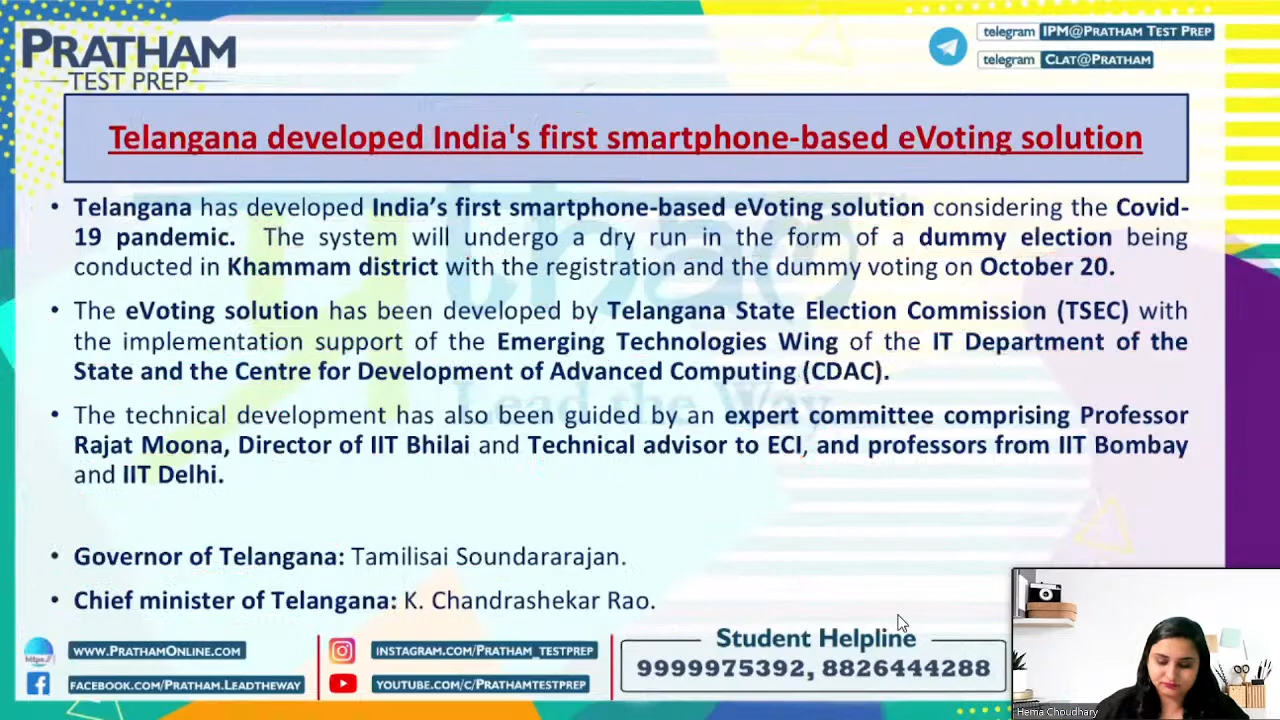 PRATHAM
TEST PREP
telegram IPM@PRATHAM TEST PREP
telegram CLAT@PRATHAM
Telangana developed India's first smartphone-based eVoting solution
• Telangana has developed India’s first smartphone-based eVoting solution considering the Covid-
19 pandemic. The system will undergo a dry run in the form of a dummy election being
conducted in Khammam district with the registration and the dummy voting on October 20.
• The eVoting solution has been developed by Telangana State Election Commission (TSEC) with
the implementation support of the Emerging Technologies Wing of the IT Department of the
State and the Centre for Development of Advanced Computing (CDAC).
• The technical development has also been guided by an expert committee comprising Professor
Rajat Moona, Director of IIT Bhilai and Technical advisor to ECI, and professors from IIT Bombay
and IIT Delhi.
Lead the Way
• Governor of Telangana: Tamilisai Soundararajan.
• Chief minister of Telangana: K. Chandrashekar Rao.
https://
WWW.PRATHAMONLINE.COM
FACEBOOK.COM/PRATHAM.LEADTHEWAY
INSTAGRAM.COM/PRATHAM_TESTPREP
YOUTUBE.COM/C/PRATHAMTESTPREP
Student Helpline
9999975392, 8826444288
Hema Choudhary